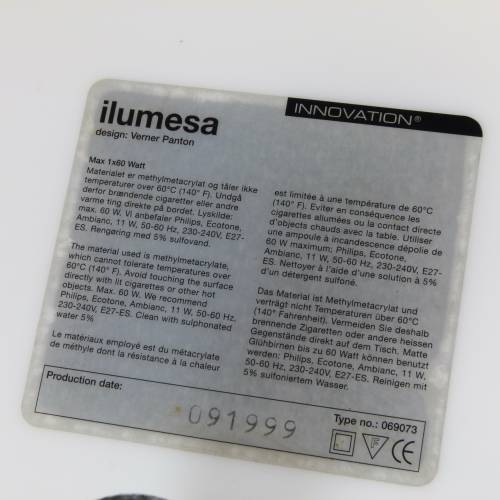 ilumesa
design: Verner Panton
INNOVATION®
Max 1x60 Watt
Materialet er methylmetacrylat og tåler ikke
temperaturer over 60°C (140° F). Undgå
derfor brændende cigaretter eller andre
varme ting direkte på bordet. Lyskilde:
max. 60 W. Vi anbefaler Philips, Ecotone,
Ambianc, 11 W, 50-60 Hz, 230-240V, E27-
ES. Rengøring med 5% sulfovand.
The material used is methylmetacrylate,
which cannot tolerate temperatures over
60°C (140° F). Avoid touching the surface
directly with lit cigarettes or other hot
objects. Max. 60 W. We recommend
Philips, Ecotone, Ambianc, 11 W, 50-60 Hz,
230-240V, E27-ES. Clean with sulphonated
water 5%
Le matériaux employé est du métacrylate
de méthyle dont la résistance à la chaleur
est limitée à une température de 60°C
(140° F). Eviter en conséquence les
cigarettes allumées ou la contact directe
d'objects chauds avec la table. Utiliser
une ampoule à incandescence dépolie de
60 W maximum; Philips, Ecotone,
Ambianc, 11 W, 50-60 Hz, 230-240V, E27-
ES. Nettoyer à l'aide d'une solution à 5%
d'un détergent sulfoné.
Das Material ist Methylmetacrylat und
verträgt nicht Temperaturen über 60°C
(140° Fahrenheit). Vermeiden Sie deshalb
brennende Zigaretten oder andere heissen
Gegenstände direkt auf dem Tisch. Matte
Glühbirnen bis zu 60 Watt können benutzt
werden: Philips, Ecotone, Ambianc, 11 W,
50-60 Hz, 230-240V, E27-ES. Reinigen mit
5% sulfoniertem Wasser.
Production date:
091999
Type no.: 069073
F CE